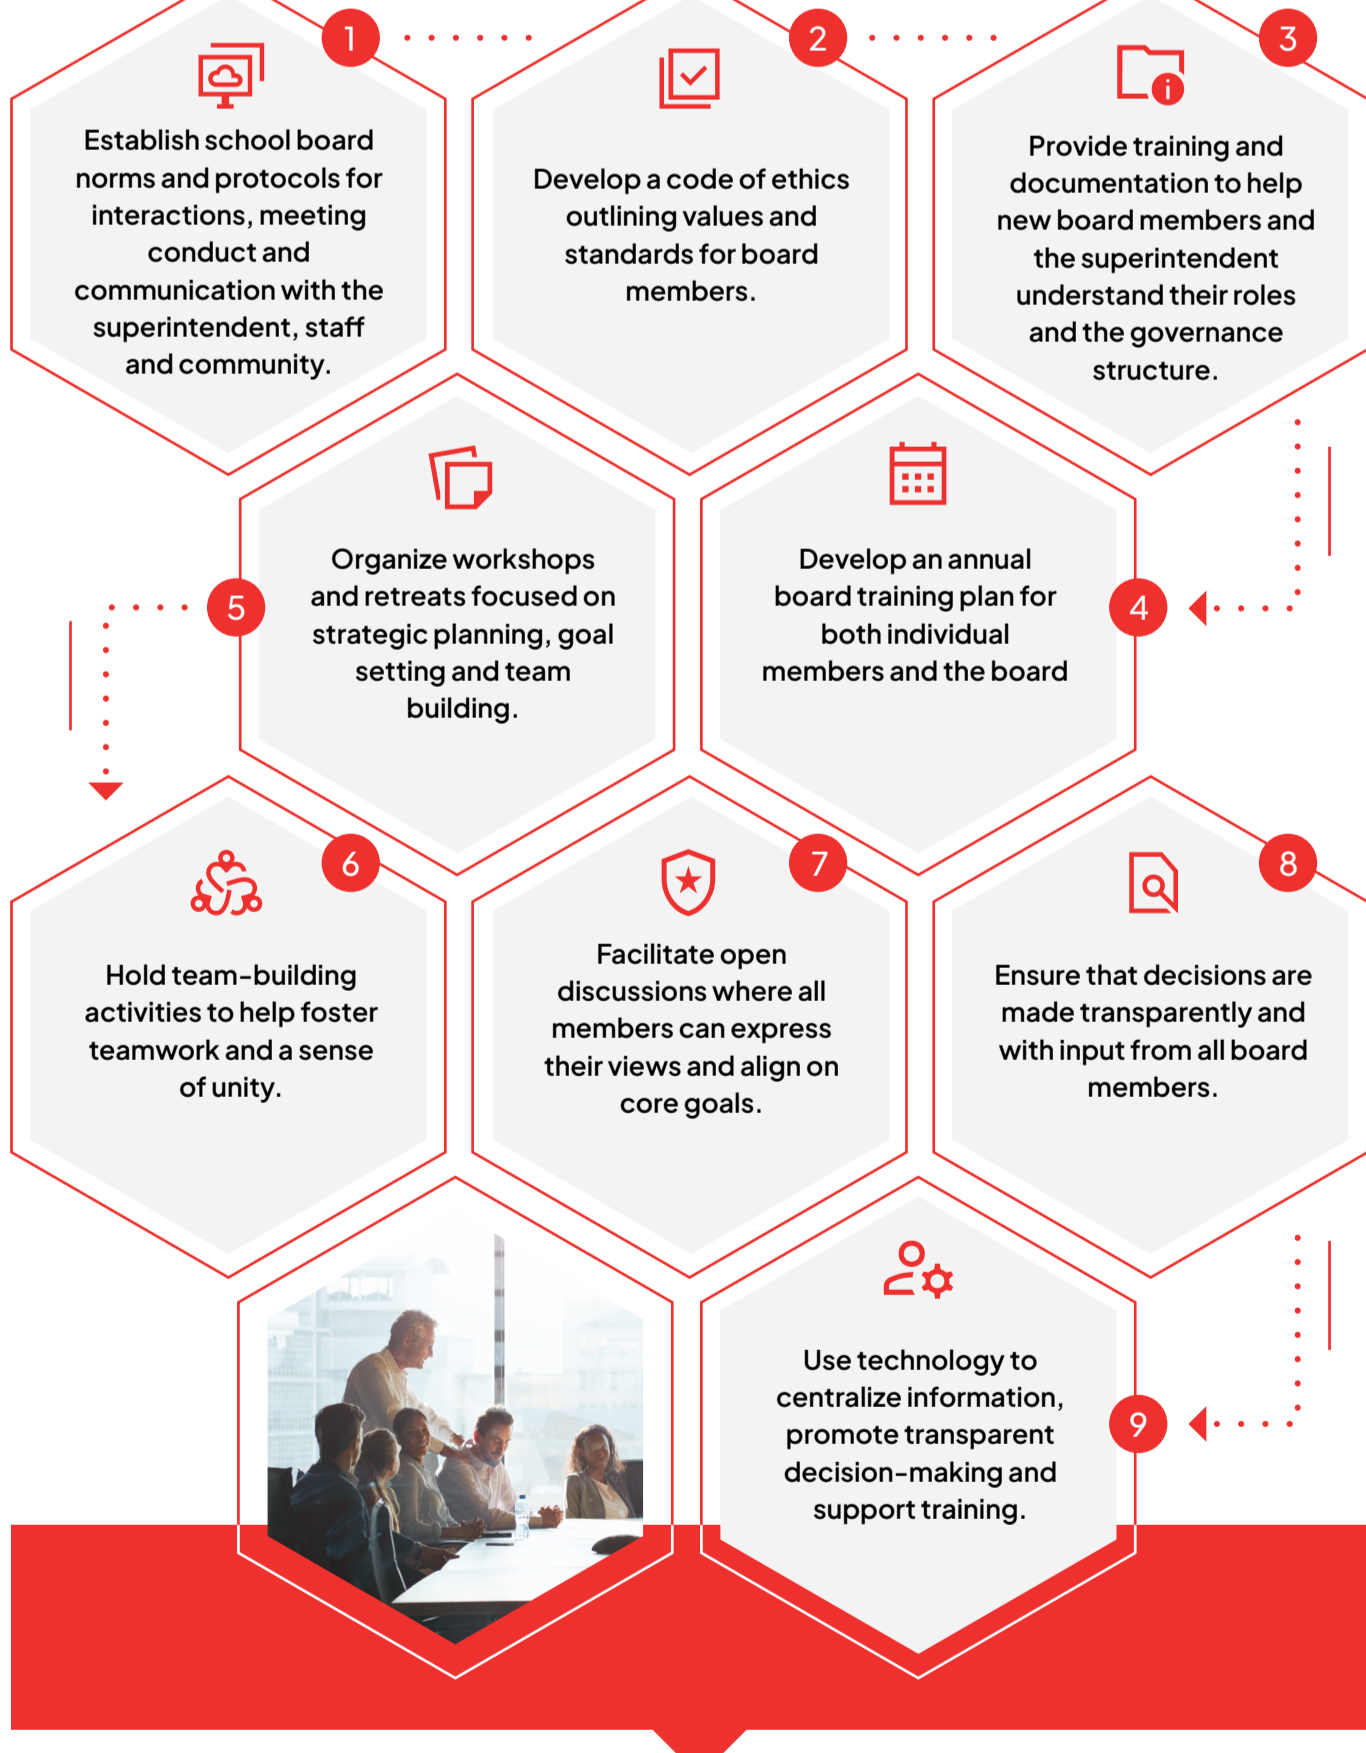 1
Establish school board
norms and protocols for
interactions, meeting
conduct and
communication with the
superintendent, staff
and community.
2
Develop a code of ethics
outlining values and
standards for board
members.
3
Provide training and
documentation to help
new board members and
the superintendent
understand their roles
and the governance
structure.
4
Develop an annual
board training plan for
both individual
members and the board
5
Organize workshops
and retreats focused on
strategic planning, goal
setting and team
building.
6
Hold team-building
activities to help foster
teamwork and a sense
of unity.
7
Facilitate open
discussions where all
members can express
their views and align on
core goals.
8
Ensure that decisions are
made transparently and
with input from all board
members.
9
Use technology to
centralize information,
promote transparent
decision-making and
support training.